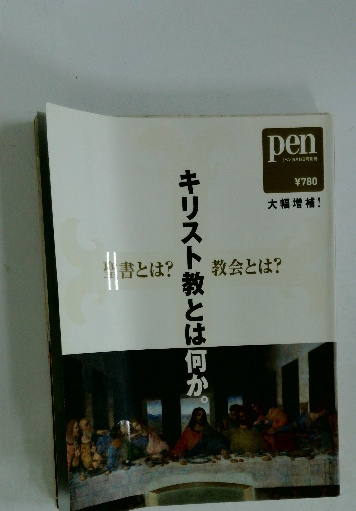 pen
¥780
大幅増補!
キリスト教とは何か。
聖書とは?
教会とは?